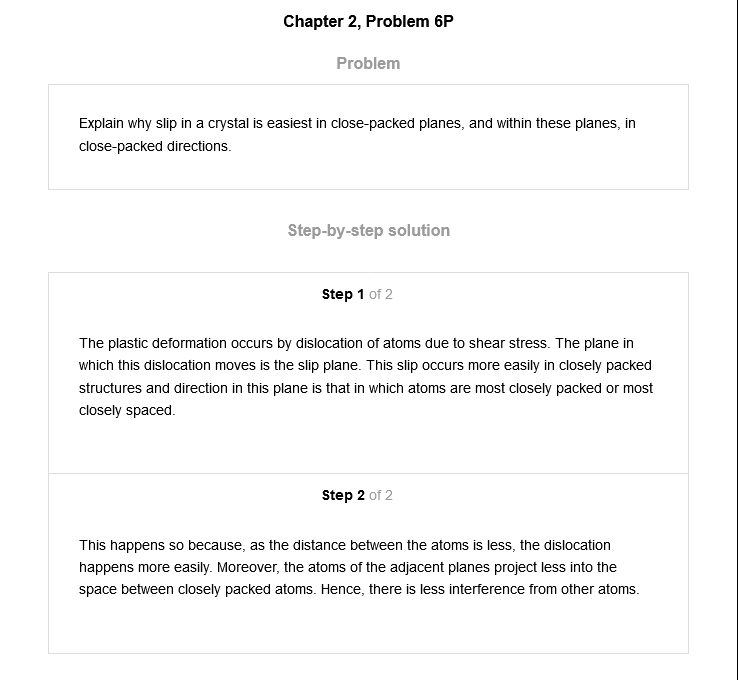 Chapter 2, Problem 6P
Problem
Explain why slip in a crystal is easiest in close-packed planes, and within these planes, in
close-packed directions.
Step-by-step solution
Step 1 of 2
The plastic deformation occurs by dislocation of atoms due to shear stress. The plane in
which this dislocation moves is the slip plane. This slip occurs more easily in closely packed
structures and direction in this plane is that in which atoms are most closely packed or most
closely spaced.
Step 2 of 2
This happens so because, as the distance between the atoms is less, the dislocation
happens more easily. Moreover, the atoms of the adjacent planes project less into the
space between closely packed atoms. Hence, there is less interference from other atoms.